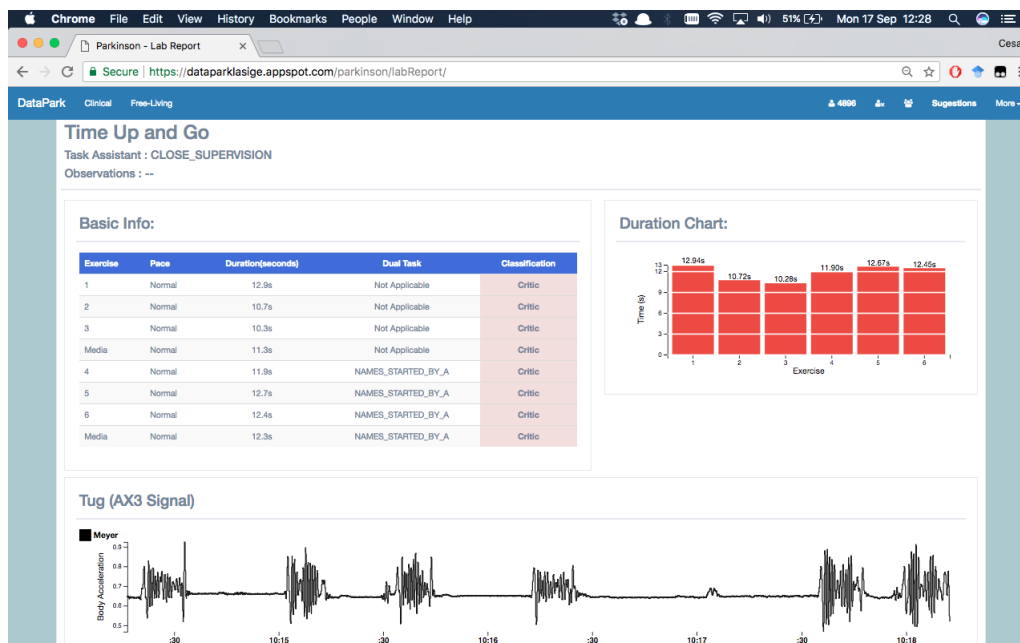 Chrome File Edit View History Bookmarks People Window Help 51% Mon 17 Sep 12:28
Parkinson - Lab Report Cesa
Secure https://dataparklasige.appspot.com/parkinson/labReport/
DataPark Clinical Free-Living 4896 Sugestions More
Time Up and Go
Task Assistant : CLOSE_SUPERVISION
Observations : --
Basic Info:
Exercise Pace Duration(seconds) Dual Task Classification
1 Normal 12.9s Not Applicable Critic
2 Normal 10.7s Not Applicable Critic
3 Normal 10.3s Not Applicable Critic
Media Normal 11.3s Not Applicable Critic
4 Normal 11.9s NAMES_STARTED_BY_A Critic
5 Normal 12.7s NAMES_STARTED_BY_A Critic
6 Normal 12.4s NAMES_STARTED_BY_A Critic
Media Normal 12.3s NAMES_STARTED_BY_A Critic
Duration Chart:
12.94s 10.72s 10.28s 11.90s 12.67s 12.45s
13
12
9
6
3
0
Time (s)
1 2 3 4 5 6
Exercise
Tug (AX3 Signal)
Meyer
0.9
0.8
0.7
0.6
0.5
Body Acceleration
:30 10:15 :30 10:16 :30 10:17 :30 10:18